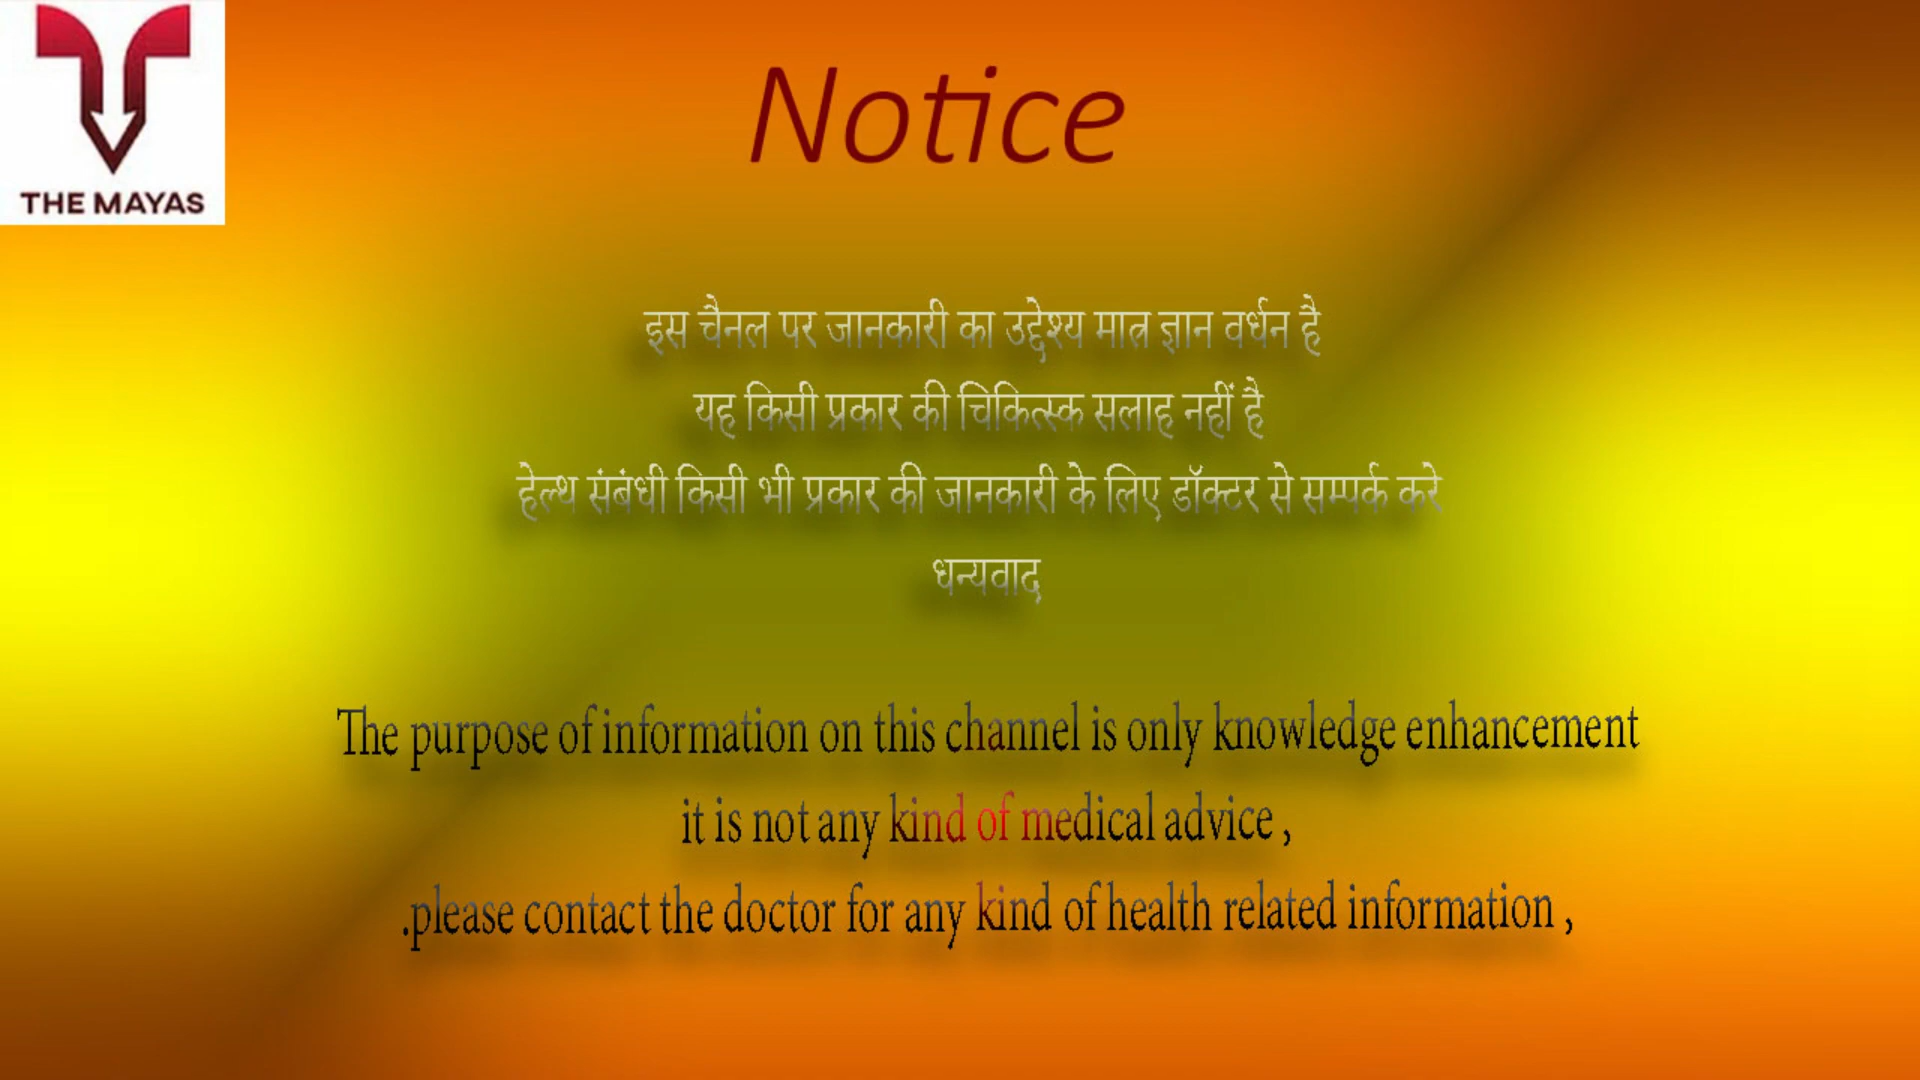 THE MAYAS
Notice
इस चैनल पर जानकारी का उद्देश्य मात्र ज्ञान वर्धन है
यह किसी प्रकार की चिकित्स्क सलाह नहीं है
हेल्थ संबंधी किसी भी प्रकार की जानकारी के लिए डॉक्टर से सम्पर्क करे
धन्यवाद
The purpose of information on this channel is only knowledge enhancement
it is not any kind of medical advice ,
.please contact the doctor for any kind of health related information ,